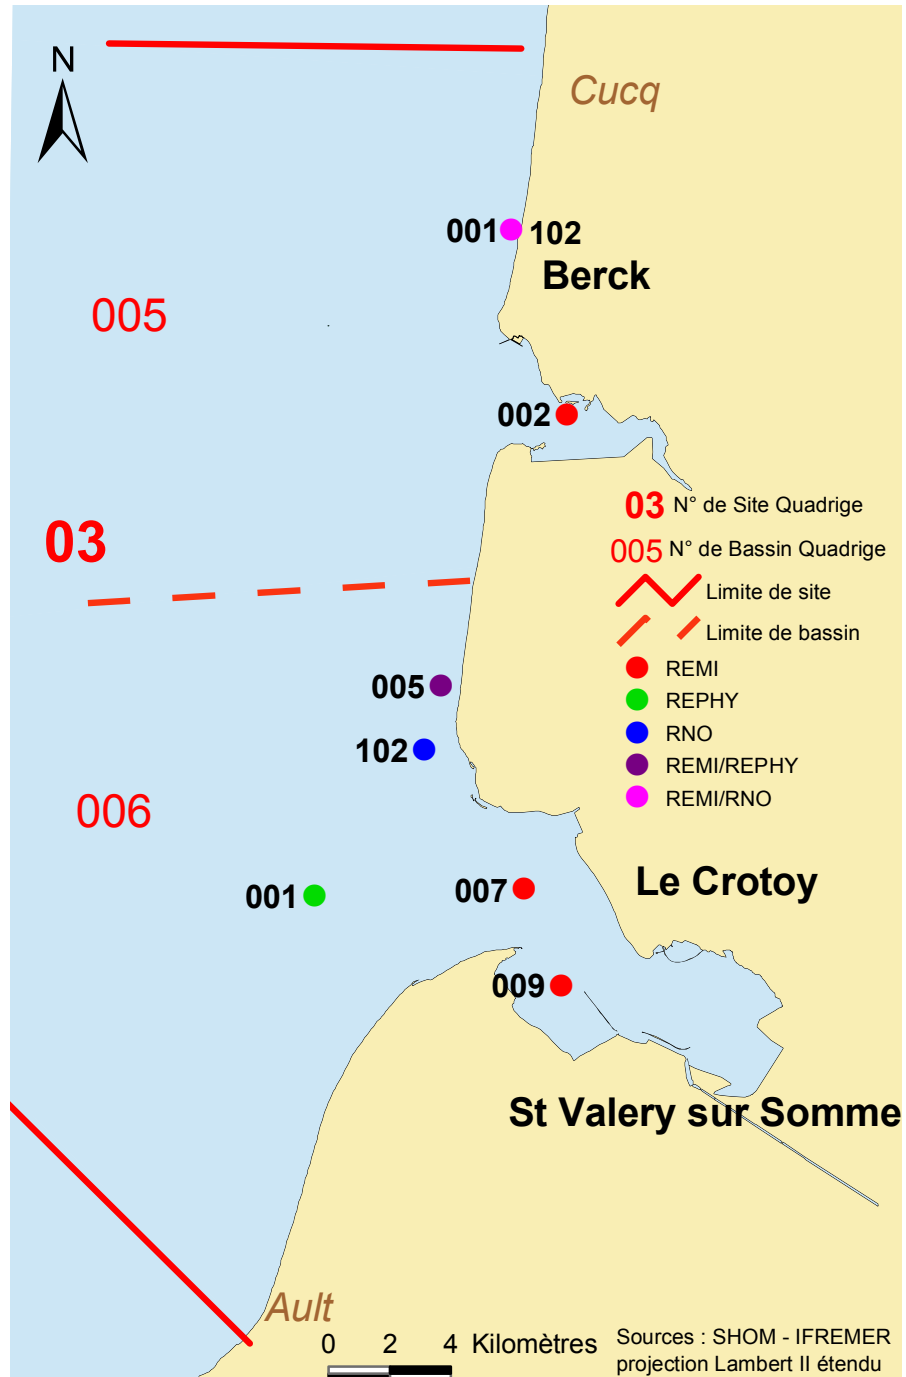 N
Cucq
001 102
Berck
005
002
03
03 N° de Site Quadrige
005 N° de Bassin Quadrige
Limite de site
Limite de bassin
REMI
REPHY
RNO
REMI/REPHY
REMI/RNO
005
102
006
001
007
Le Crotoy
009
St Valery sur Somme
Ault
0 2 4 Kilomètres
Sources : SHOM - IFREMER
projection Lambert II étendu